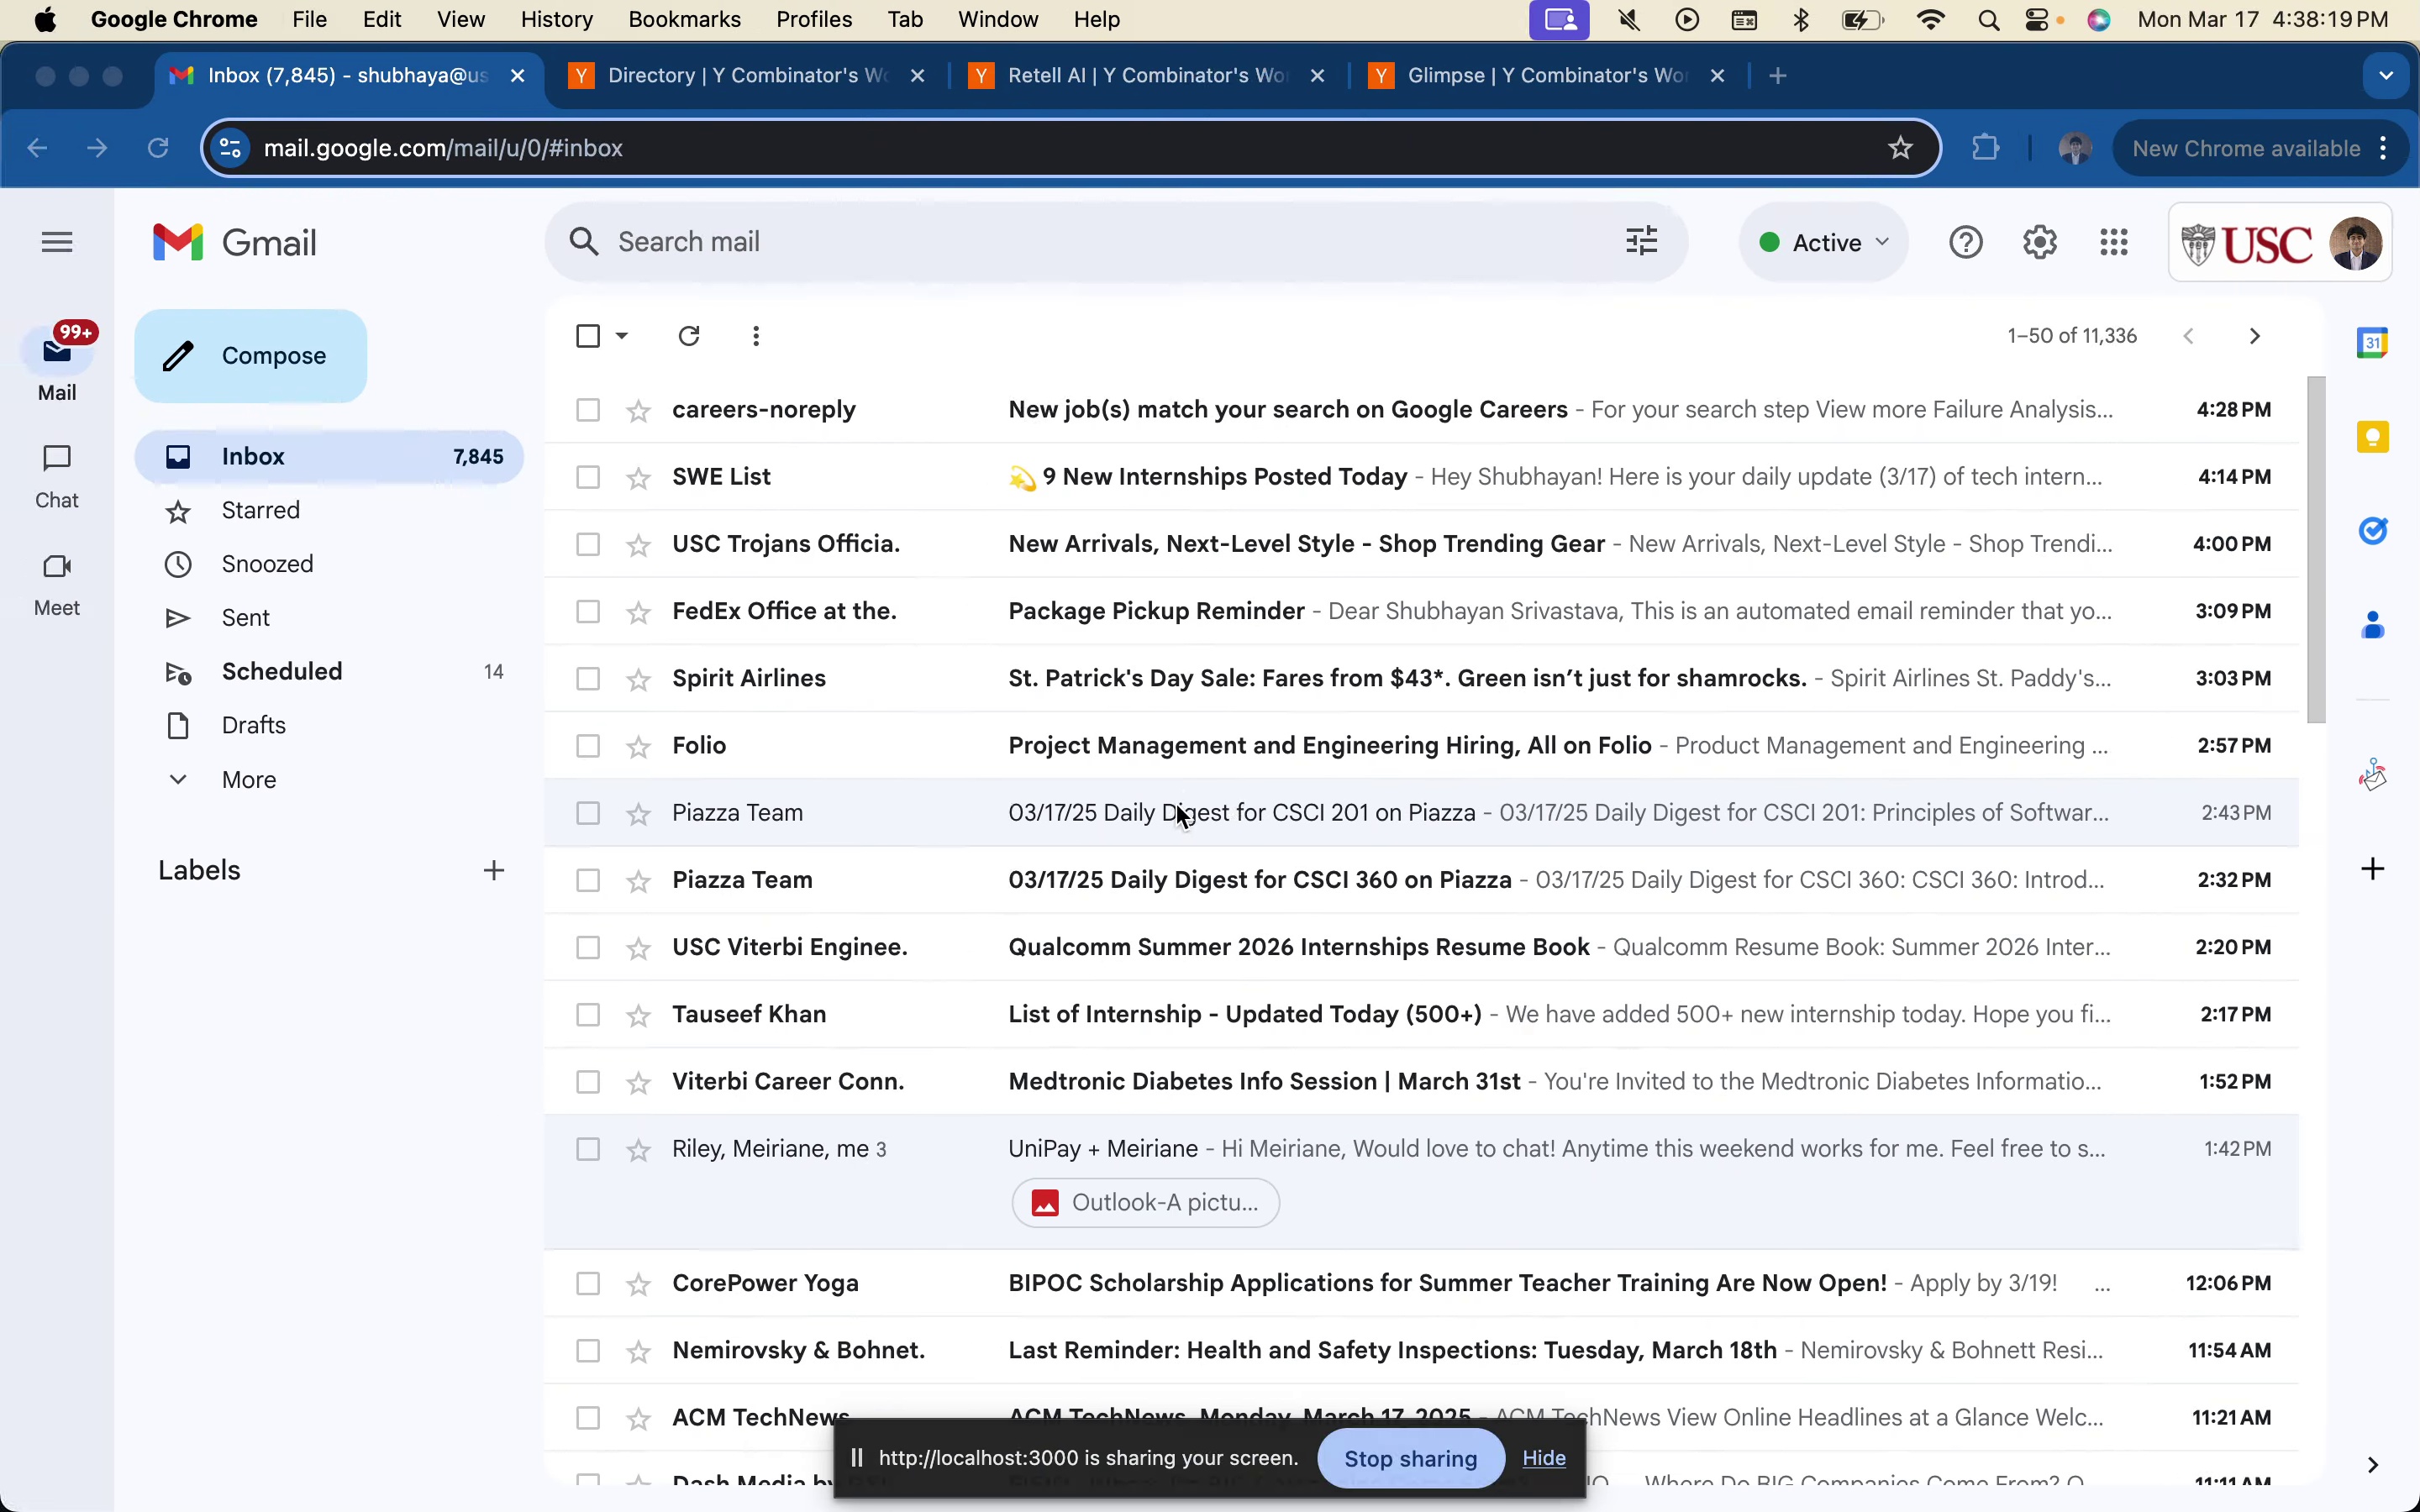 Google Chrome File Edit View History Bookmarks Profiles Tab Window Help Mon Mar 17 4:38:19 PM
Inbox (7,845) - shubhaya@us Directory | Y Combinator's Wo Retell AI | Y Combinator's Wor Glimpse | Y Combinator's Wor
mail.google.com/mail/u/0/#inbox New Chrome available
Gmail Search mail Active USC
99+
Mail
Chat
Meet
Compose
Inbox 7,845
Starred
Snoozed
Sent
Scheduled 14
Drafts
More
Labels
1–50 of 11,336
31
careers-noreply New job(s) match your search on Google Careers - For your search step View more Failure Analysis... 4:28 PM
SWE List 💫 9 New Internships Posted Today - Hey Shubhayan! Here is your daily update (3/17) of tech intern... 4:14 PM
USC Trojans Officia. New Arrivals, Next-Level Style - Shop Trending Gear - New Arrivals, Next-Level Style - Shop Trendi... 4:00 PM
FedEx Office at the. Package Pickup Reminder - Dear Shubhayan Srivastava, This is an automated email reminder that yo... 3:09 PM
Spirit Airlines St. Patrick's Day Sale: Fares from $43*. Green isn’t just for shamrocks. - Spirit Airlines St. Paddy's... 3:03 PM
Folio Project Management and Engineering Hiring, All on Folio - Product Management and Engineering ... 2:57 PM
Piazza Team 03/17/25 Daily Digest for CSCI 201 on Piazza - 03/17/25 Daily Digest for CSCI 201: Principles of Softwar... 2:43 PM
Piazza Team 03/17/25 Daily Digest for CSCI 360 on Piazza - 03/17/25 Daily Digest for CSCI 360: CSCI 360: Introd... 2:32 PM
USC Viterbi Enginee. Qualcomm Summer 2026 Internships Resume Book - Qualcomm Resume Book: Summer 2026 Inter... 2:20 PM
Tauseef Khan List of Internship - Updated Today (500+) - We have added 500+ new internship today. Hope you fi... 2:17 PM
Viterbi Career Conn. Medtronic Diabetes Info Session | March 31st - You're Invited to the Medtronic Diabetes Informatio... 1:52 PM
Riley, Meiriane, me 3 UniPay + Meiriane - Hi Meiriane, Would love to chat! Anytime this weekend works for me. Feel free to s... 1:42 PM
Outlook-A pictu...
CorePower Yoga BIPOC Scholarship Applications for Summer Teacher Training Are Now Open! - Apply by 3/19! ... 12:06 PM
Nemirovsky & Bohnet. Last Reminder: Health and Safety Inspections: Tuesday, March 18th - Nemirovsky & Bohnett Resi... 11:54 AM
ACM TechNews ACM TechNews, Monday, March 17, 2025 - ACM TechNews View Online Headlines at a Glance Welc... 11:21 AM
Dash Media by Where Do BIG Companies Come From? 11:11 AM
http://localhost:3000 is sharing your screen. Stop sharing Hide